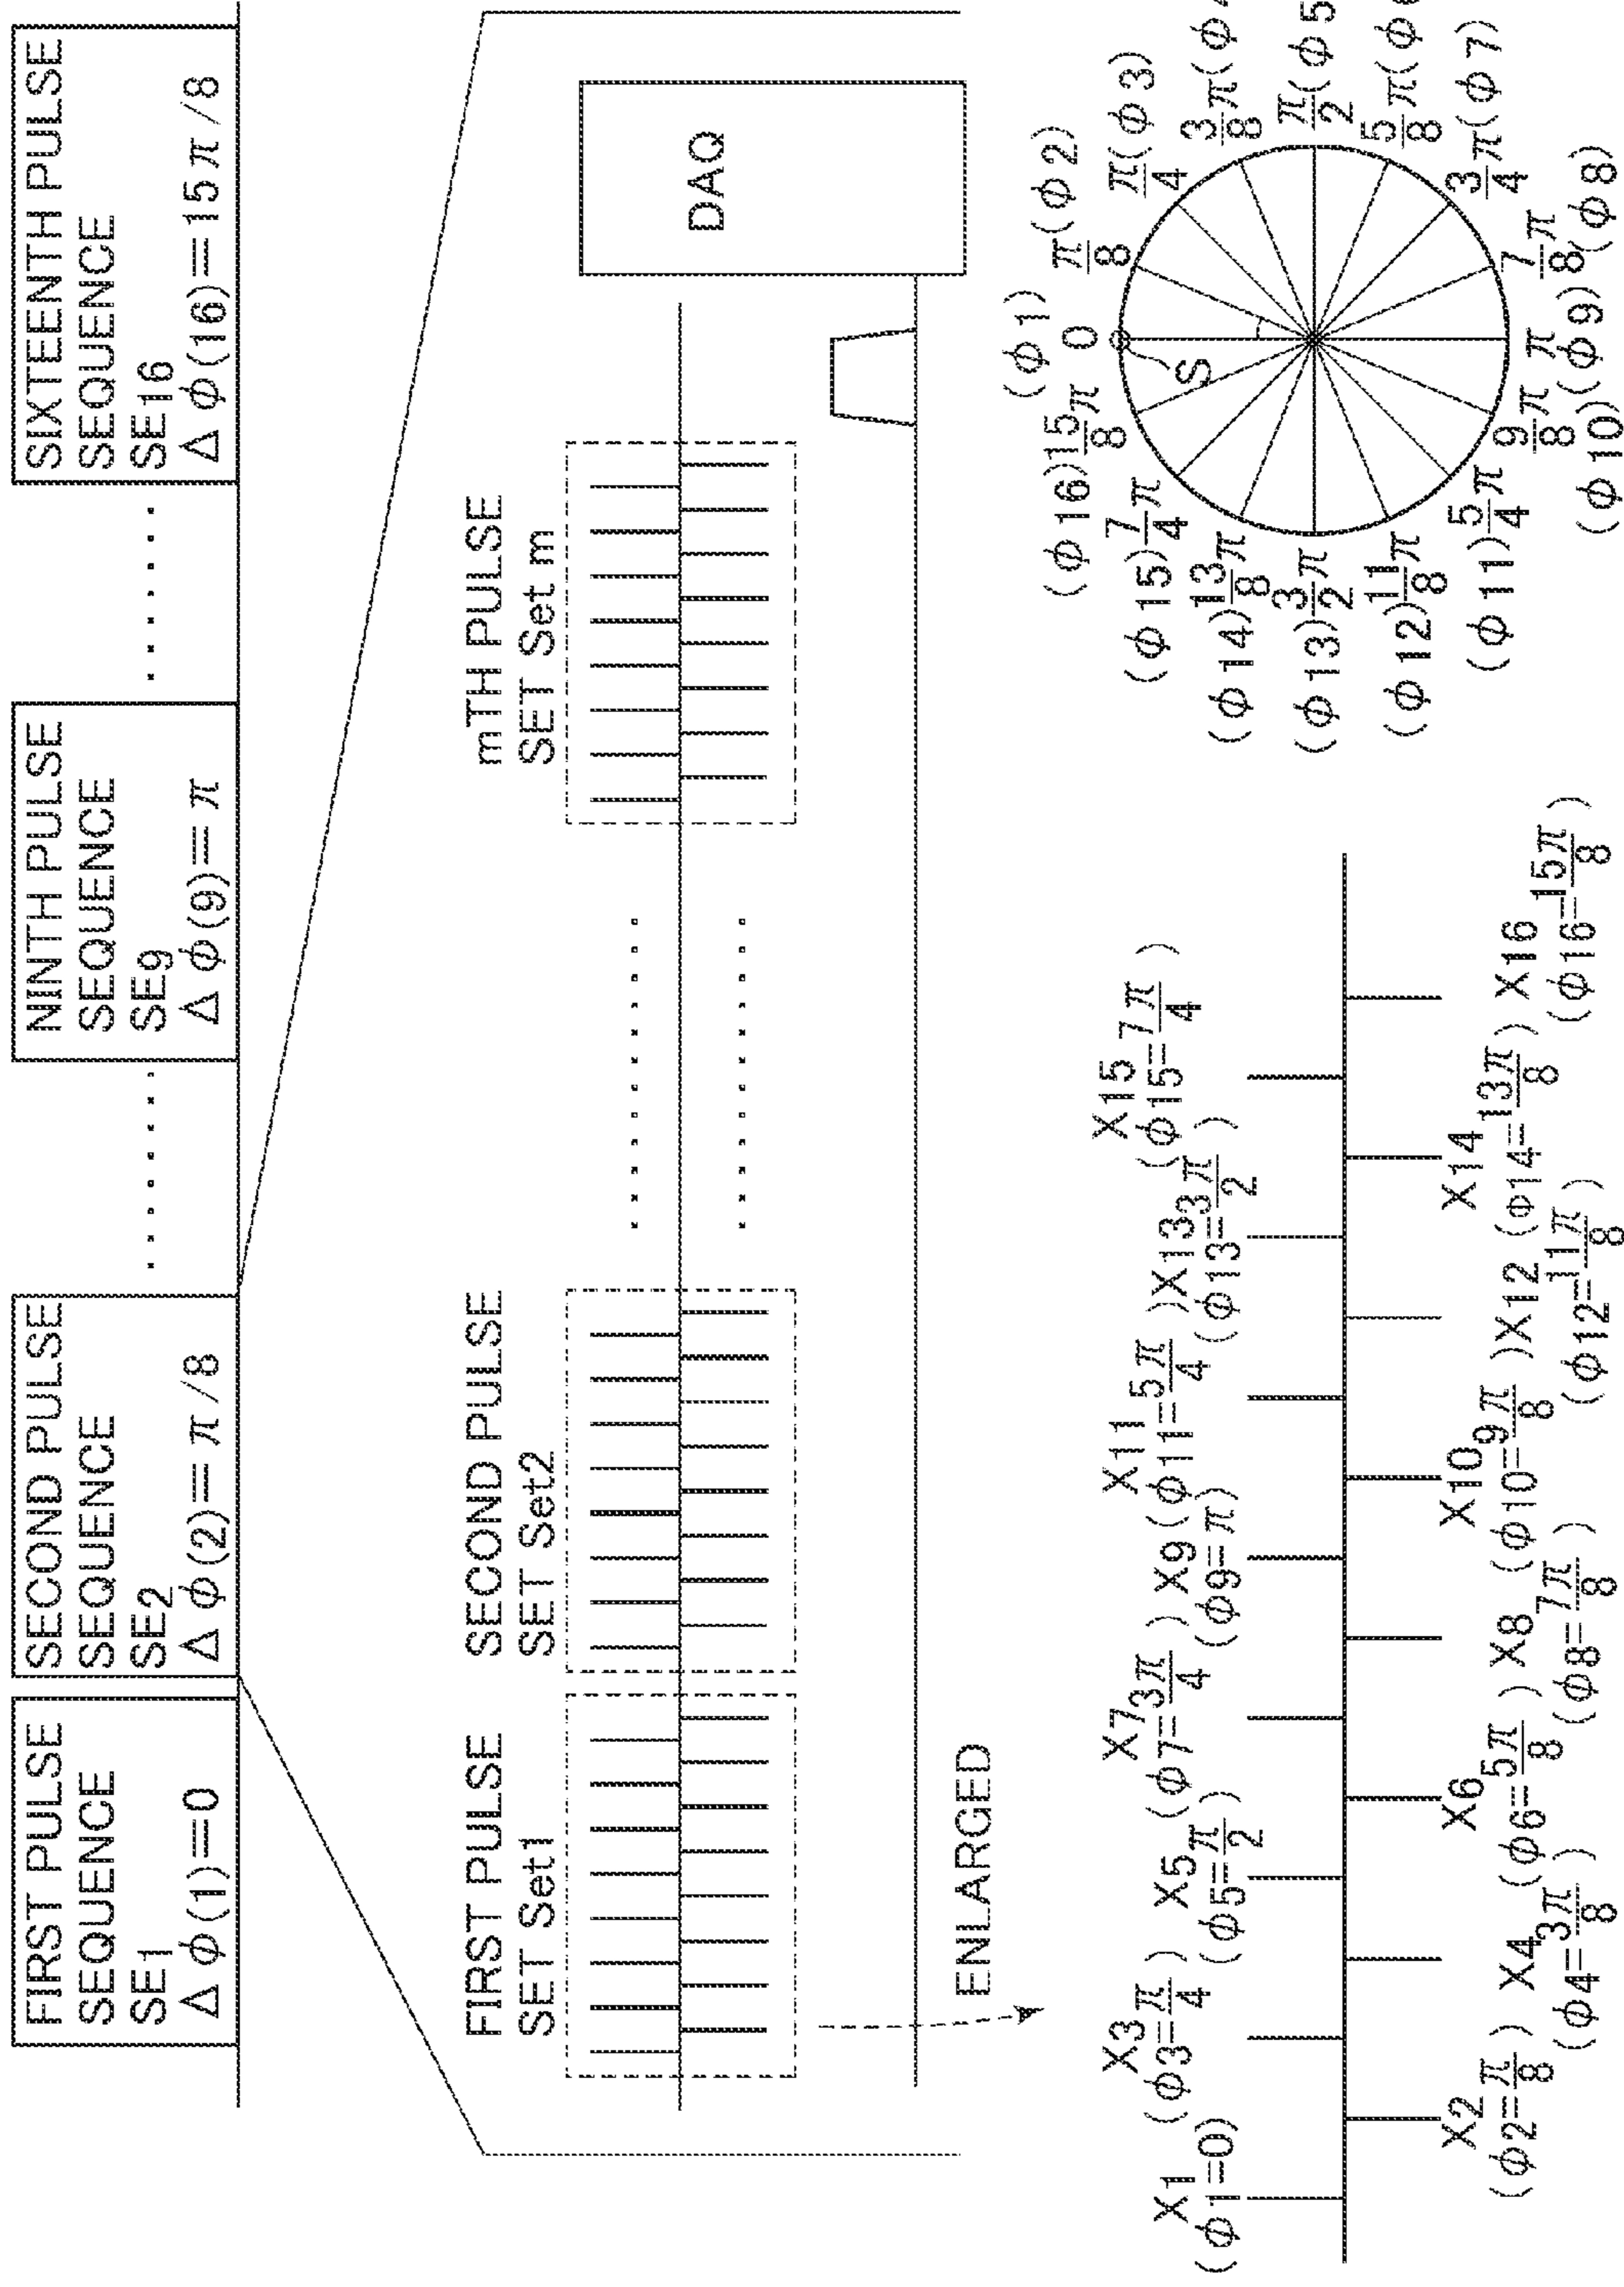 FIRST PULSE
SEQUENCE
SE1
Δφ(1)=0
SECOND PULSE
SEQUENCE
SE2
Δφ(2)=π/8
NINTH PULSE
SEQUENCE
SE9
Δφ(9)=π
SIXTEENTH PULSE
SEQUENCE
SE16
Δφ(16)=15π/8
FIRST PULSE
SET Set1
SECOND PULSE
SET Set2
mTH PULSE
SET Set m
DAQ
ENLARGED
X1
(φ1=0)
X3
(φ3=π/4)
X5
(φ5=π/2)
X7
(φ7=3π/4)
X9
(φ9=π)
X11
(φ11=5π/4)
X13
(φ13=3π/2)
X15
(φ15=7π/4)
X2
(φ2=π/8)
X4
(φ4=3π/8)
X6
(φ6=5π/8)
X8
(φ8=7π/8)
X10
(φ10=9π/8)
X12
(φ12=11π/8)
X14
(φ14=13π/8)
X16
(φ16=15π/8)
(φ1)
0
π/8(φ2)
π/4(φ3)
3/8π(φ4
π/2(φ5
5/8π(φ6
3/4π(φ7)
7/8π(φ8)
π(φ9)
9/8π
(φ10)
(φ11)5/4π
(φ12)11/8π
(φ13)3/2π
(φ14)13/8π
(φ15)7/4π
(φ16)15/8π
S